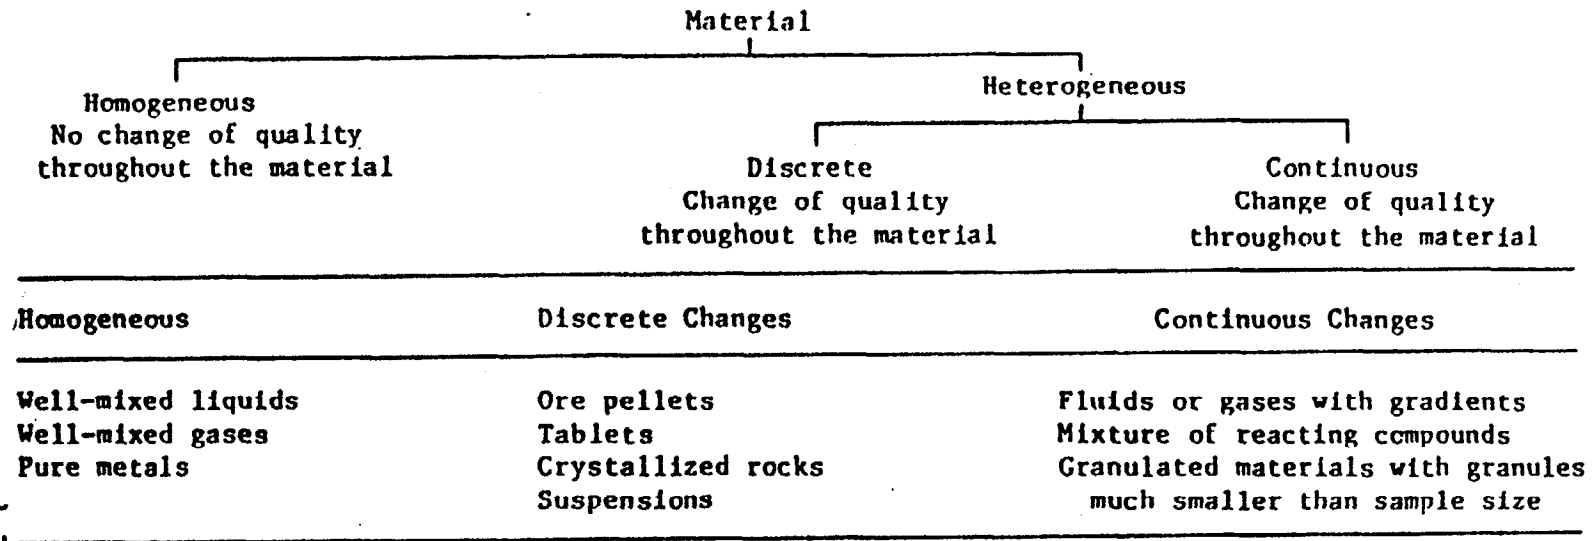 Material
Homogeneous
No change of quality
throughout the material
Heterogeneous
Discrete
Change of quality
throughout the material
Continuous
Change of quality
throughout the material
Homogeneous Discrete Changes Continuous Changes
Well-mixed liquids Ore pellets Fluids or gases with gradients
Well-mixed gases Tablets Mixture of reacting compounds
Pure metals Crystallized rocks Granulated materials with granules
Suspensions much smaller than sample size